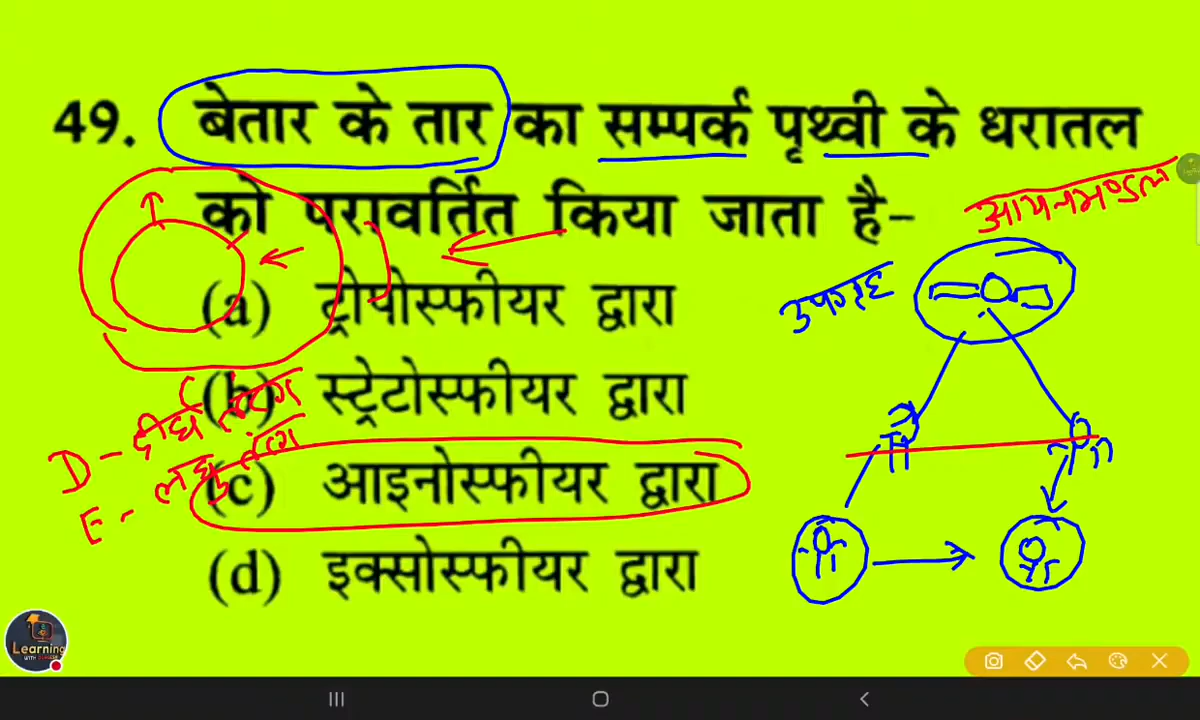 49. बेतार के तार का सम्पर्क पृथ्वी के धरातल
को परावर्तित किया जाता है-
आयनमण्डल
(a) ट्रोपोस्फीयर द्वारा
उपग्रह
(b) स्ट्रेटोस्फीयर द्वारा
D - दीर्घ तरंग
(c) आइनोस्फीयर द्वारा
E - लघु तरंग
(d) इक्सोस्फीयर द्वारा
Learning